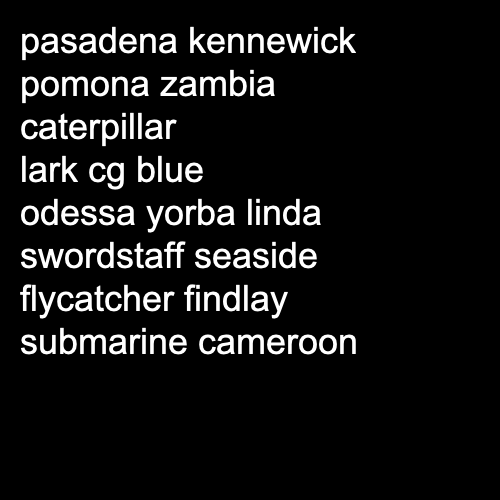 pasadena kennewick
pomona zambia
caterpillar
lark cg blue
odessa yorba linda
swordstaff seaside
flycatcher findlay
submarine cameroon